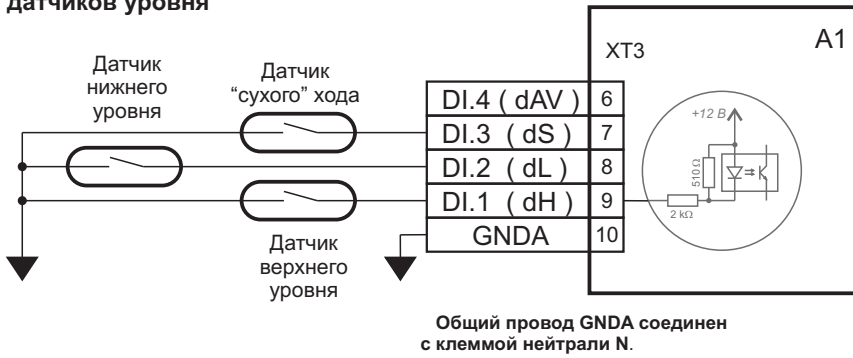 датчиков уровня
A1
XT3
Датчик
нижнего
уровня
Датчик
“сухого” хода
DI.4 ( dAV ) 6
DI.3 ( dS ) 7
DI.2 ( dL ) 8
DI.1 ( dH ) 9
GNDA 10
+12 В
510 Ω
2 kΩ
Датчик
верхнего
уровня
Общий провод GNDA соединен
с клеммой нейтрали N.